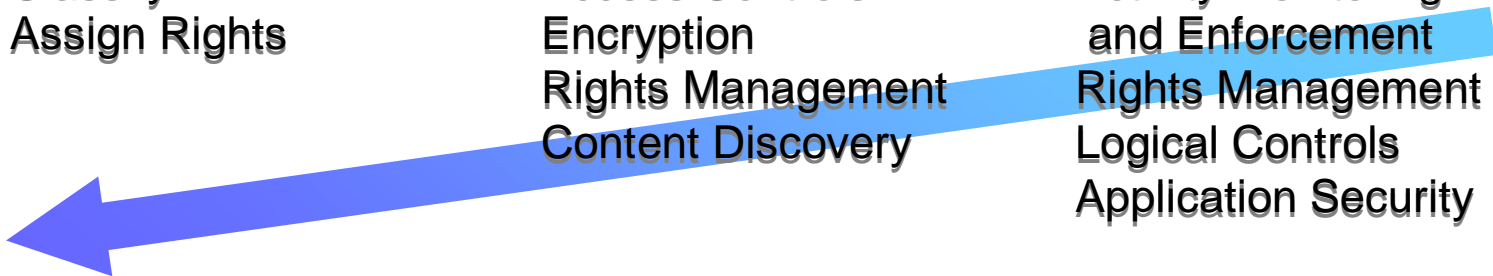 Assign Rights
Encryption
Rights Management
Content Discovery
and Enforcement
Rights Management
Logical Controls
Application Security